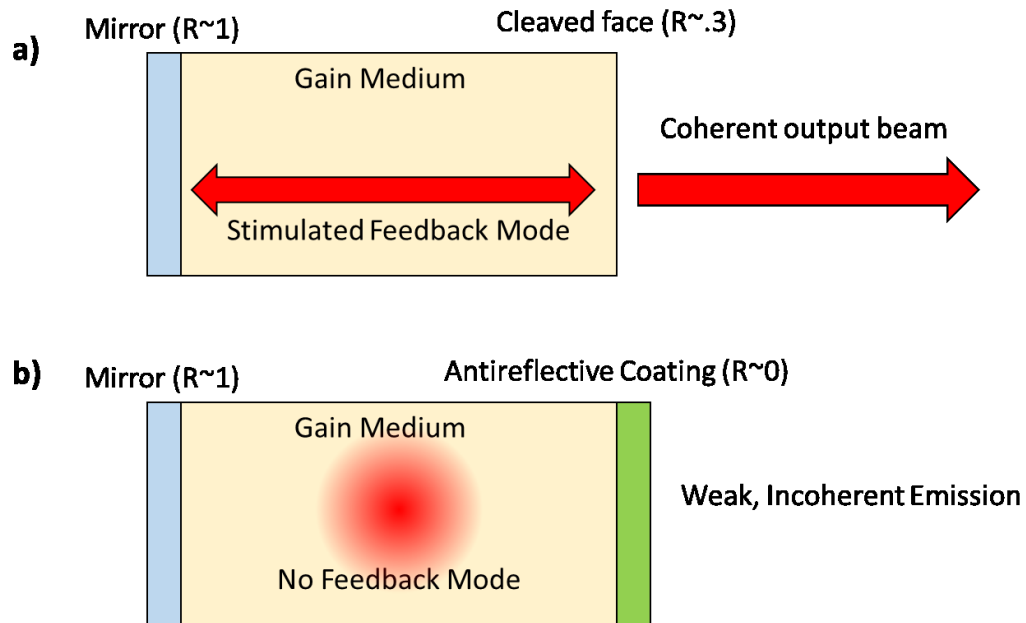 a)
Mirror (R~1)
Cleaved face (R~.3)
Gain Medium
Coherent output beam
Stimulated Feedback Mode
b)
Mirror (R~1)
Antireflective Coating (R~0)
Gain Medium
Weak, Incoherent Emission
No Feedback Mode